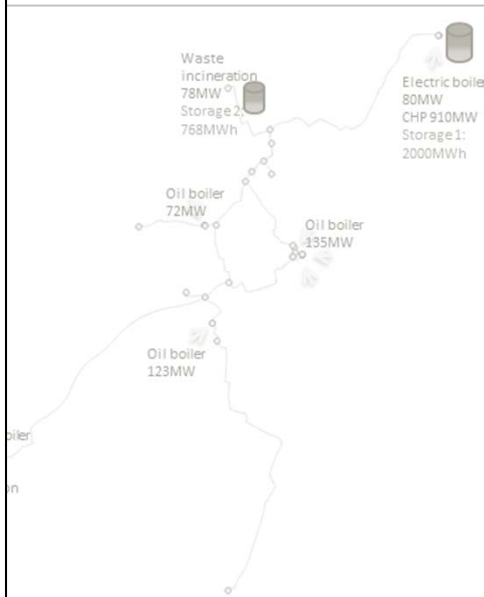 Waste
incineration
78MW
Storage 2:
768MWh
Electric boile
80MW
CHP 910MW
Storage 1:
2000MWh
Oil boiler
72MW
Oil boiler
135MW
Oil boiler
123MW
oiler
on